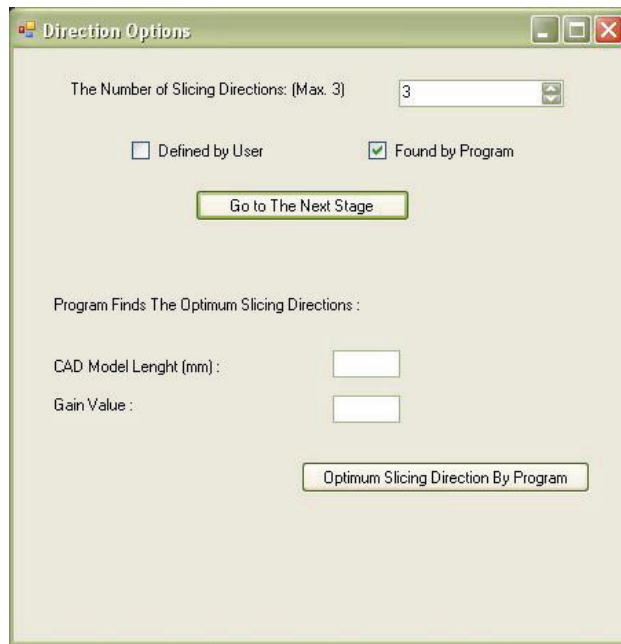 Direction Options
The Number of Slicing Directions: (Max. 3) 3
Defined by User Found by Program
Go to The Next Stage
Program Finds The Optimum Slicing Directions :
CAD Model Lenght (mm) :
Gain Value :
Optimum Slicing Direction By Program